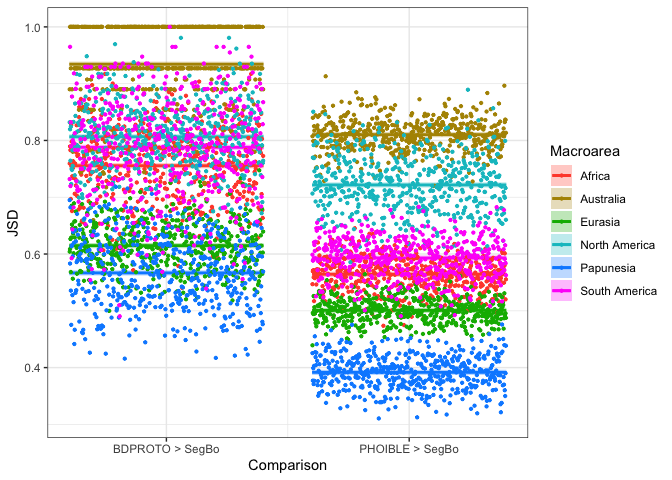 JSD
1.0
0.8
0.6
0.4
BDPROTO > SegBo
PHOIBLE > SegBo
Comparison
Macroarea
Africa
Australia
Eurasia
North America
Papunesia
South America